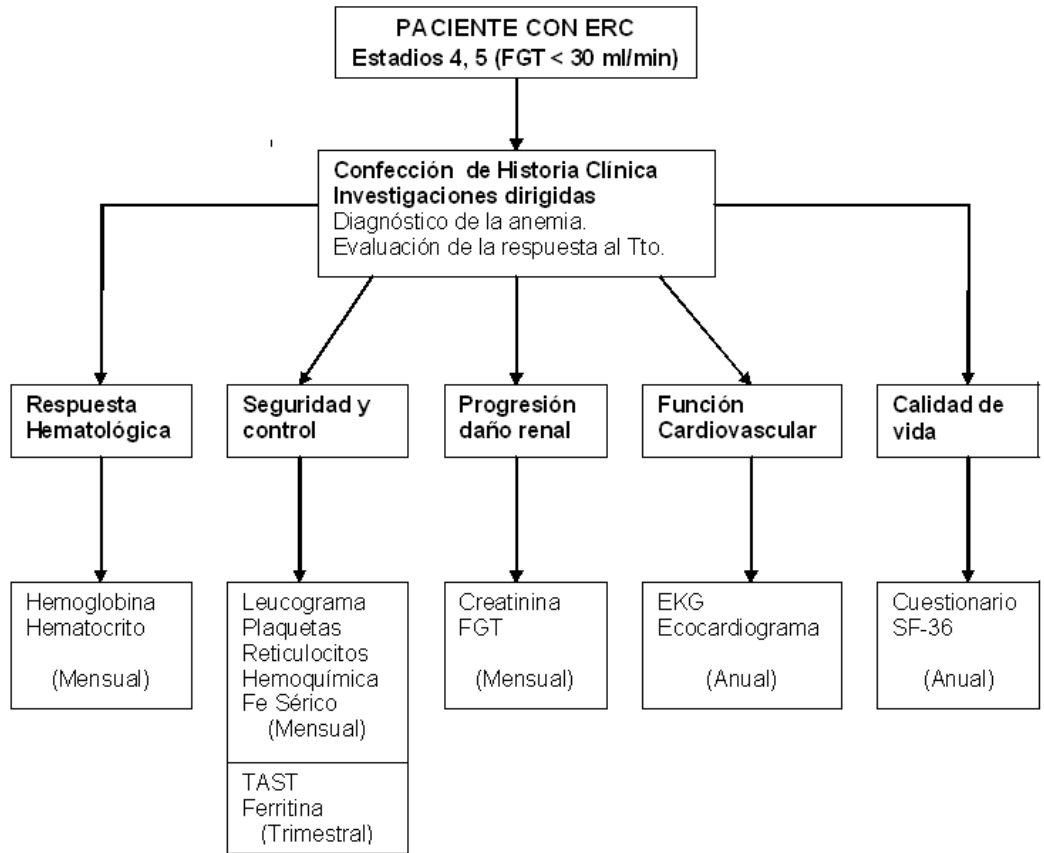 PACIENTE CON ERC
Estadios 4, 5 (FGT < 30 ml/min)
Confección de Historia Clínica
Investigaciones dirigidas
Diagnóstico de la anemia.
Evaluación de la respuesta al Tto.
Respuesta
Hematológica
Seguridad y
control
Progresión
daño renal
Función
Cardiovascular
Calidad de
vida
Hemoglobina
Hematocrito
(Mensual)
Leucograma
Plaquetas
Reticulocitos
Hemoquímica
Fe Sérico
(Mensual)
TAST
Ferritina
(Trimestral)
Creatinina
FGT
(Mensual)
EKG
Ecocardiograma
(Anual)
Cuestionario
SF-36
(Anual)